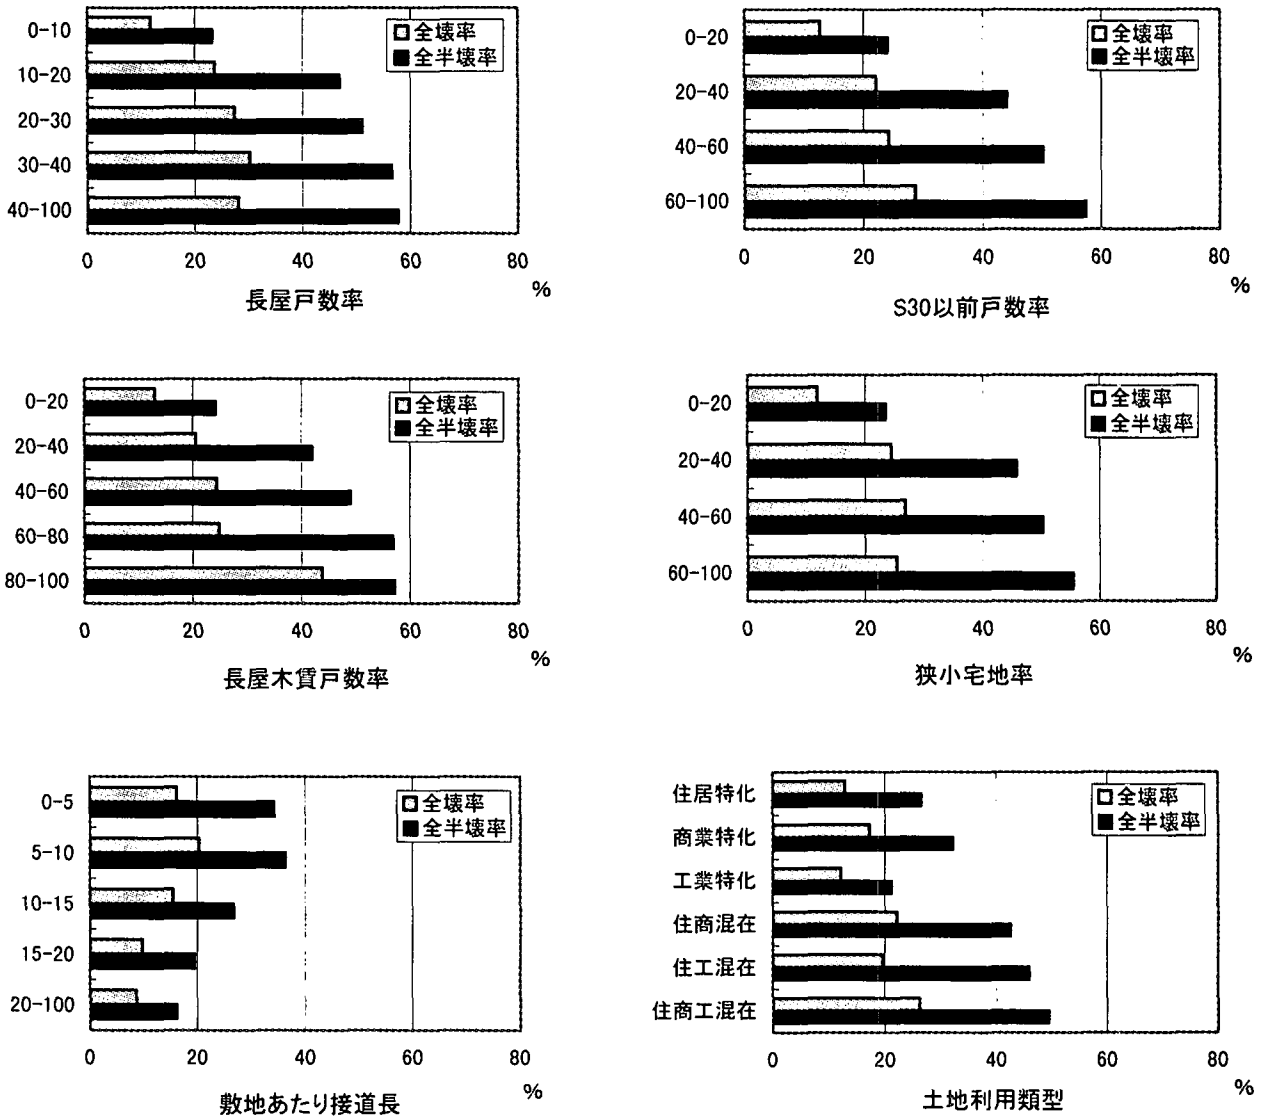 全壊率
全半壊率
0-10
10-20
20-30
30-40
40-100
0 20 40 60 80
%
長屋戸数率
全壊率
全半壊率
0-20
20-40
40-60
60-100
0 20 40 60 80
%
S30以前戸数率
全壊率
全半壊率
0-20
20-40
40-60
60-80
80-100
0 20 40 60 80
%
長屋木賃戸数率
全壊率
全半壊率
0-20
20-40
40-60
60-100
0 20 40 60 80
%
狭小宅地率
全壊率
全半壊率
0-5
5-10
10-15
15-20
20-100
0 20 40 60 80
%
敷地あたり接道長
全壊率
全半壊率
住居特化
商業特化
工業特化
住商混在
住工混在
住商工混在
0 20 40 60 80
%
土地利用類型